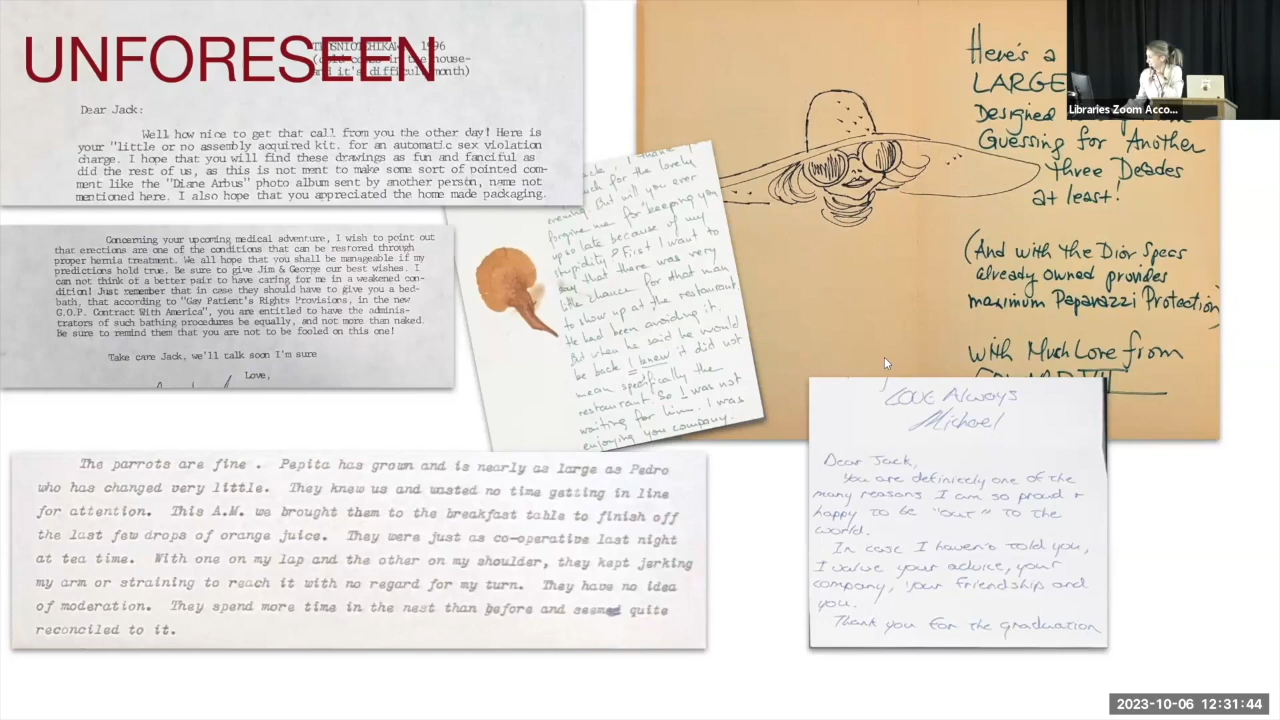 UNFORESEEN
1996
Dear Jack:
Well how nice to get that call from you the other day! Here is
your "little or no assembly acquired kit. for an automatic sex violation
charge. I hope that you will find these drawings as fun and fanciful as
did the rest of us, as this is not ment to make some sort of pointed com-
ment like the "Diane Arbus" photo album sent by another person, name not
mentioned here. I also hope that you appreciated the home made packaging.
Concerning your upcoming medical adventure, I wish to point out
that erections are one of the conditions that can be restored through
proper hernia treatment. We all hope that you shall be manageable if my
predictions hold true. Be sure to give Jim & George our best wishes. I
can not think of a better pair to have caring for me in a weakened con-
dition! Just remember that in case they should have to give you a bed-
bath, that according to "Gay Patient's Rights Provisions, in the new
G.O.P. Contract With America", you are entitled to have the adminis-
trators of such bathing procedures be equally, and not more than naked.
Be sure to remind them that you are not to be fooled on this one!
Take care Jack, we'll talk soon I'm sure
Love,
for the lovely
evening. But will you ever
forgive me for keeping you
up so late because of my
stupidity? First I want to
say that there was very
little chance for that man
to show up at the restaurant.
He had been avoiding it.
But when he said he would
be back I knew it did not
mean specifically the
restaurant. So I was not
waiting for him. I was
enjoying you company.
Here's a
LARGE
Designed
Guessing for Another
three Decades
at least!
(And with the Dior Specs
already owned provides
maximum Paparazzi Protection)
With Much Love from
Libraries Zoom Acco...
The parrots are fine. Pepita has grown and is nearly as large as Pedro
who has changed very little. They knew us and wasted no time getting in line
for attention. This A.M. we brought them to the breakfast table to finish off
the last few drops of orange juice. They were just as co-operative last night
at tea time. With one on my lap and the other on my shoulder, they kept jerking
my arm or straining to reach it with no regard for my turn. They have no idea
of moderation. They spend more time in the nest than before and seemed quite
reconciled to it.
Love Always
Michael
Dear Jack,
You are definitely one of the
many reasons I am so proud +
happy to be "out" to the
world.
In case I haven't told you,
I value your advice, your
company, your friendship and
you.
Thank you for the graduation
2023-10-06 12:31:44